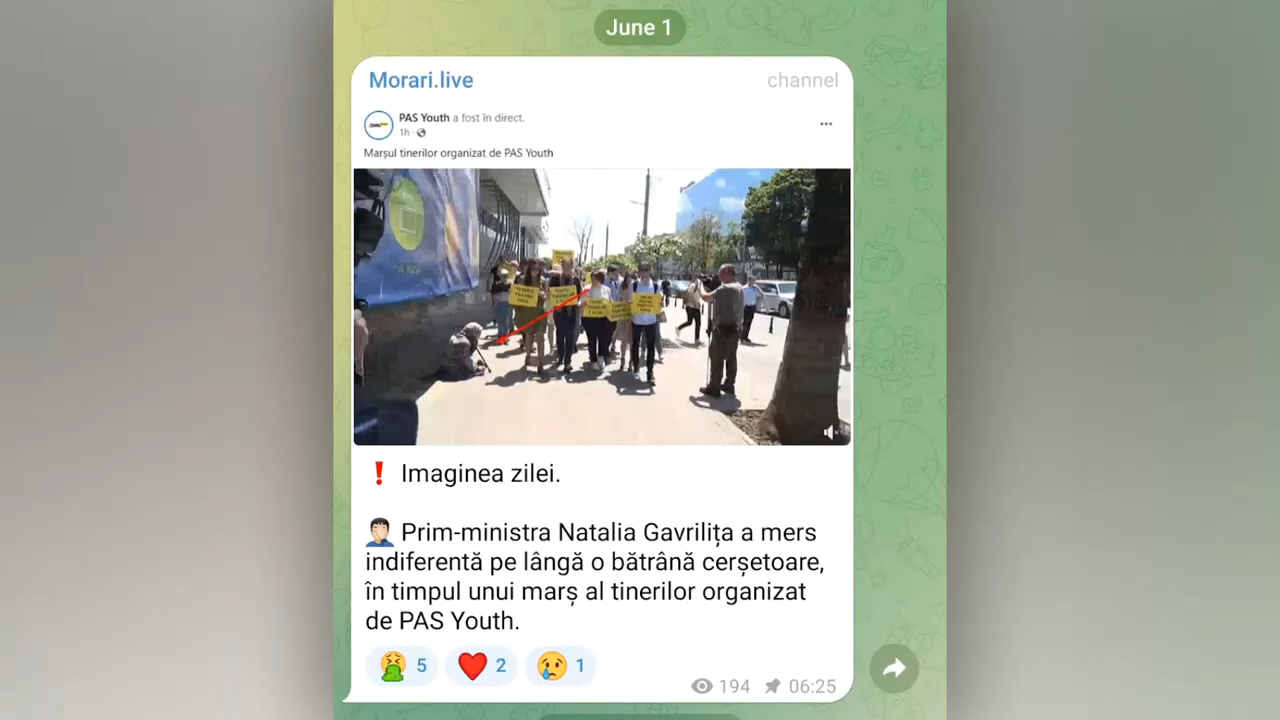 June 1
Morari.live
channel
PAS Youth a fost în direct.
1h
Marșul tinerilor organizat de PAS Youth
Imaginea zilei.
Prim-ministra Natalia Gavrilița a mers
indiferentă pe lângă o bătrână cerșetoare,
în timpul unui marș al tinerilor organizat
de PAS Youth.
5
2
1
194
06:25